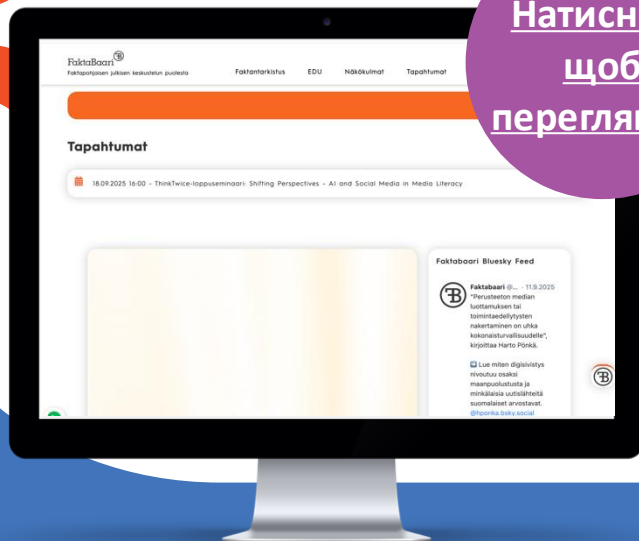 Натисн
щоб
перегля
FaktaBaari
Faktapohjaisen julkisen keskustelun puolesta
Faktantarkistus EDU Näkökulmat Tapahtumat
Tapahtumat
18.09.2025 16:00 - ThinkTwice-loppuseminaari: Shifting Perspectives - AI and Social Media in Media Literacy
Faktabaari Bluesky Feed
Faktabaari @... · 11.9.2025
"Perusteeton median
luottamuksen tai
toimintaedellytysten
nakertaminen on uhka
kokonaisturvallisuudelle",
kirjoittaa Harto Pönkä.
➡️ Lue miten digisivistys
nivoutuu osaksi
maanpuolustusta ja
minkälaisia uutislähteitä
suomalaiset arvostavat.
@hponka.bsky.social